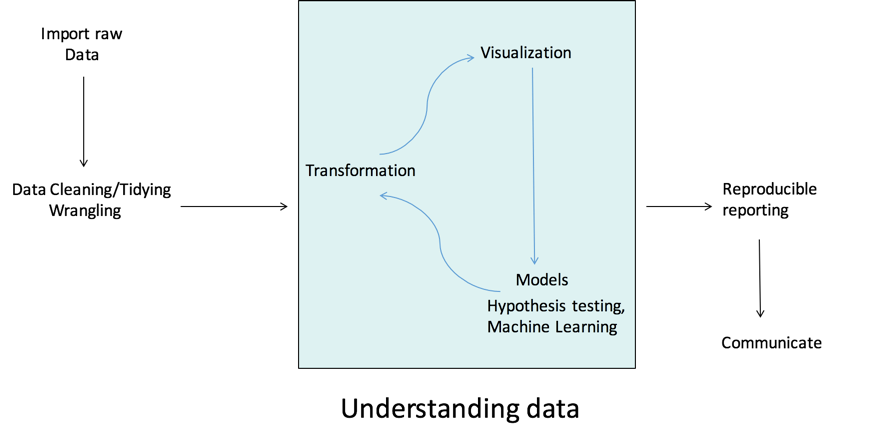 Import raw
Data
Data Cleaning/Tidying
Wrangling
Transformation
Visualization
Models
Hypothesis testing,
Machine Learning
Reproducible
reporting
Communicate
Understanding data